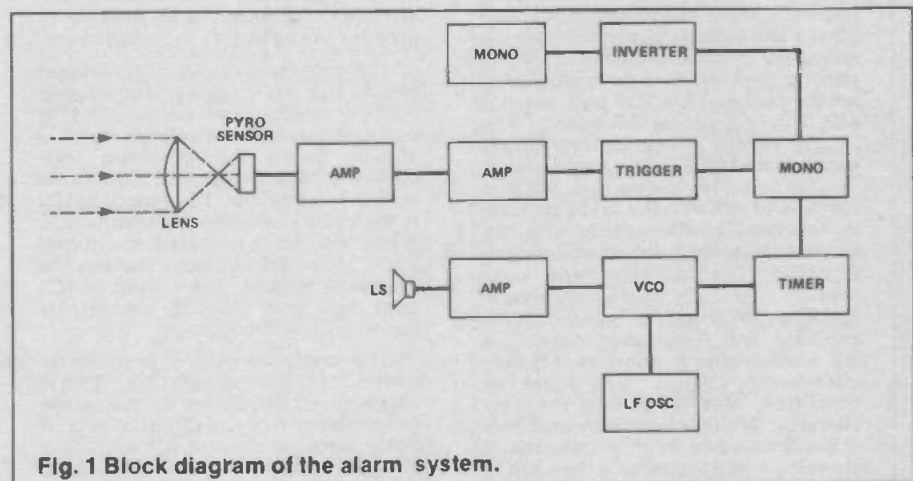 MONO
INVERTER
PYRO
SENSOR
AMP
AMP
TRIGGER
MONO
LENS
LS
AMP
VCO
TIMER
LF OSC
Fig. 1 Block diagram of the alarm system.